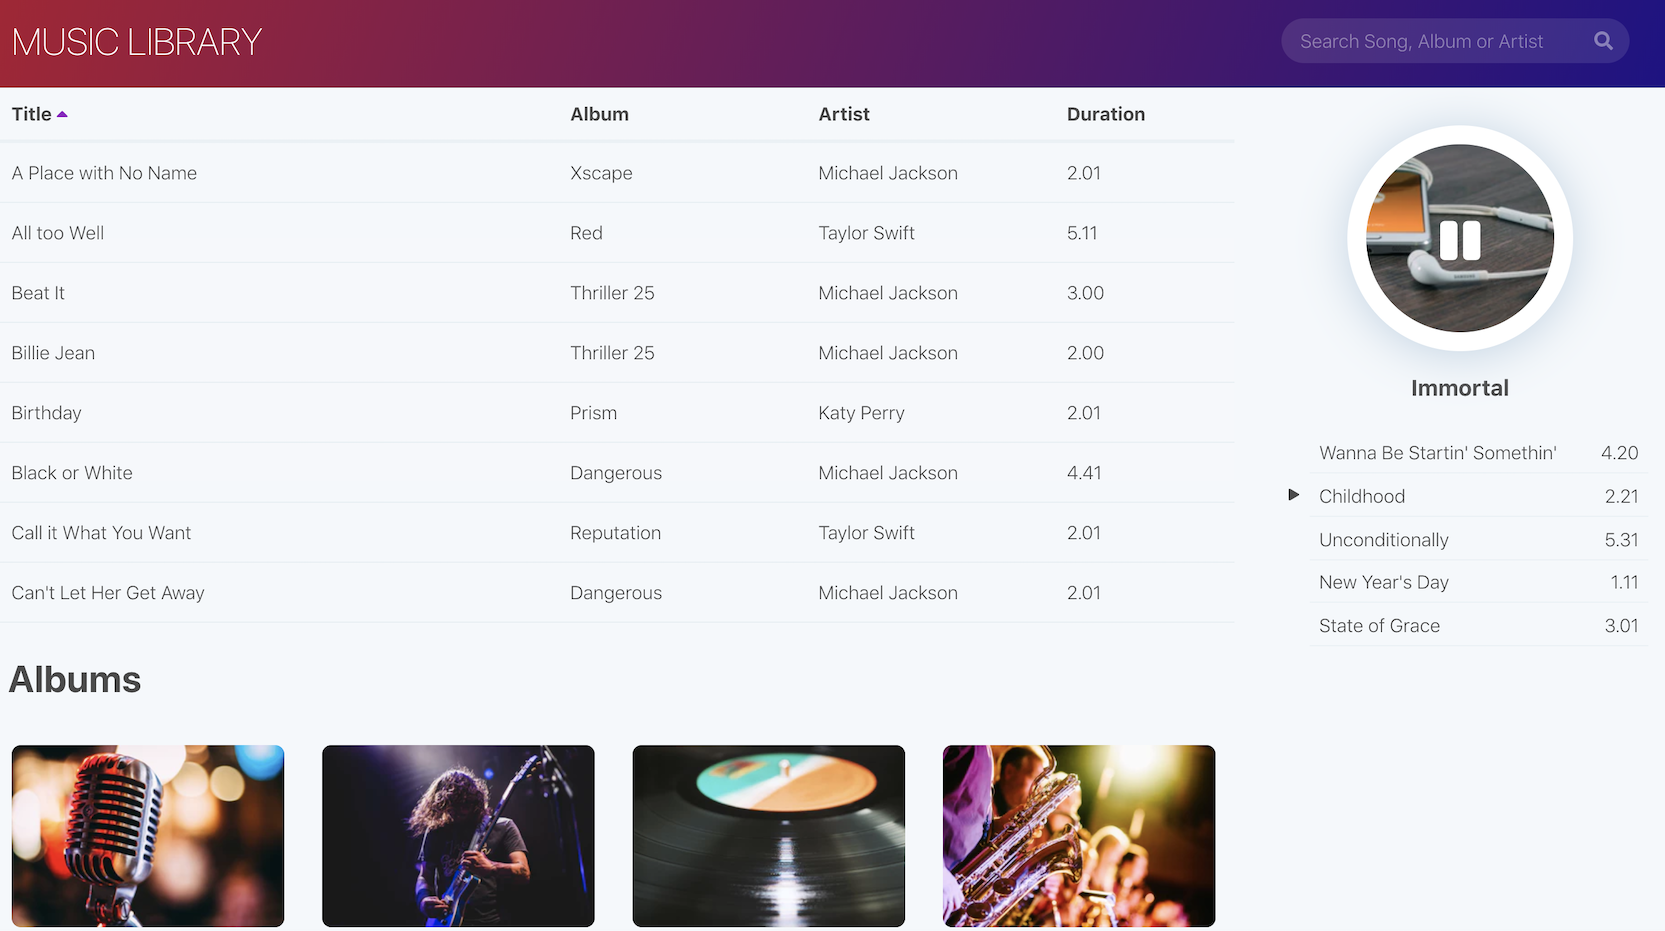 MUSIC LIBRARY
Search Song, Album or Artist
Title Album Artist Duration
A Place with No Name Xscape Michael Jackson 2.01
All too Well Red Taylor Swift 5.11
Beat It Thriller 25 Michael Jackson 3.00
Billie Jean Thriller 25 Michael Jackson 2.00
Birthday Prism Katy Perry 2.01
Black or White Dangerous Michael Jackson 4.41
Call it What You Want Reputation Taylor Swift 2.01
Can't Let Her Get Away Dangerous Michael Jackson 2.01
SAMSUNG
Immortal
Wanna Be Startin' Somethin' 4.20
Childhood 2.21
Unconditionally 5.31
New Year's Day 1.11
State of Grace 3.01
Albums